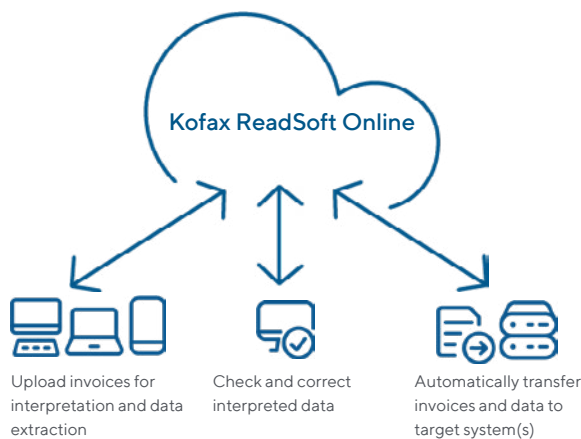 Kofax ReadSoft Online
Upload invoices for
interpretation and data
extraction
Check and correct
interpreted data
Automatically transfer
invoices and data to
target system(s)